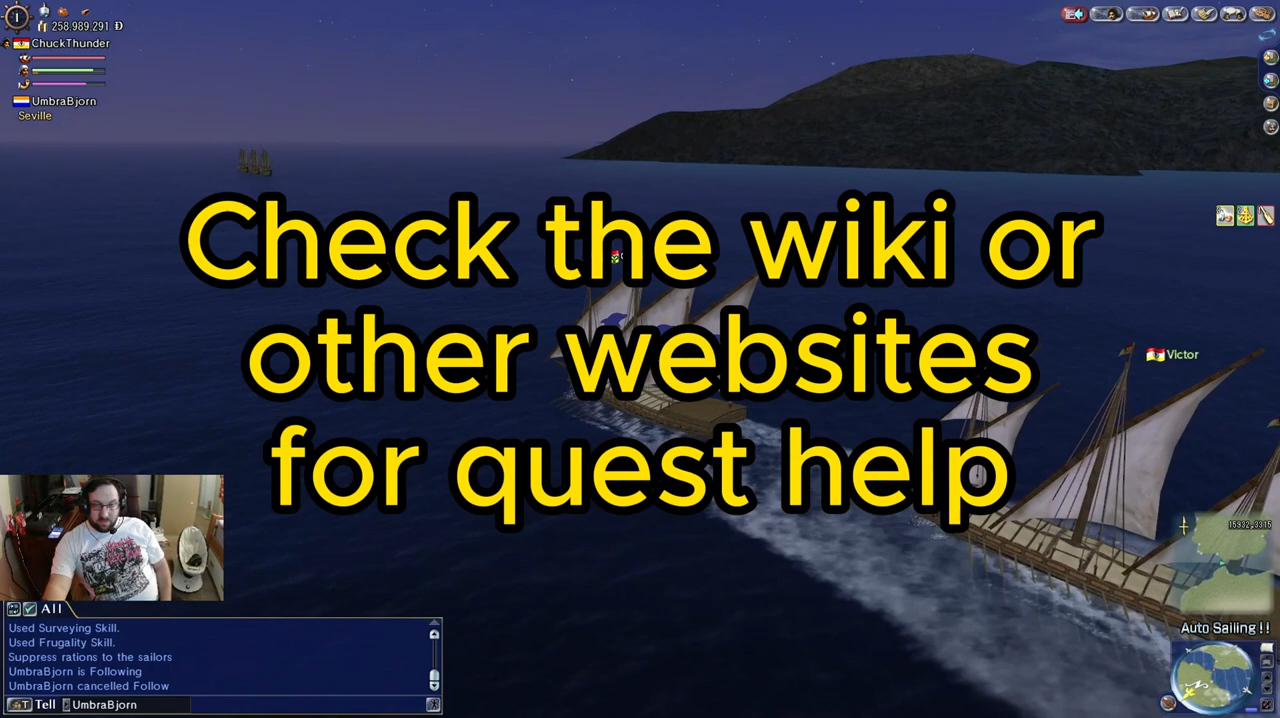 258.989.291 D
ChuckThunder
UmbraBjorn
Seville
Check the wiki or
other websites
for quest help
Victor
15932,3315
Auto Sailing!!
All
Used Surveying Skill.
Used Frugality Skill.
Suppress rations to the sailors
UmbraBjorn is Following
UmbraBjorn cancelled Follow
Tell UmbraBjorn